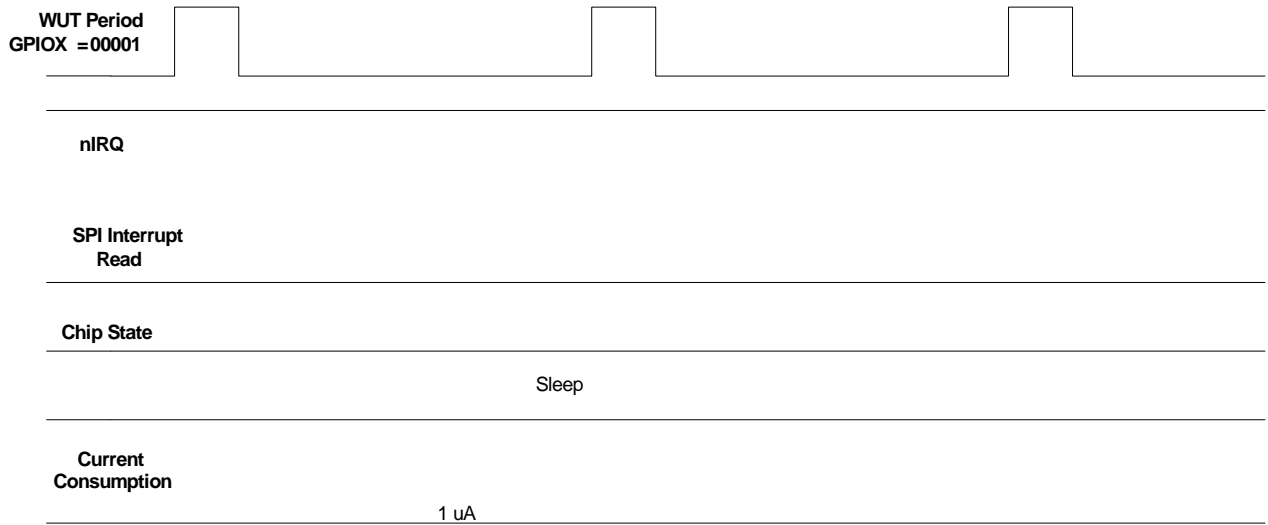 WUT Period
GPIOX =00001
nIRQ
SPI Interrupt
Read
Chip State
Sleep
Current
Consumption
1 uA